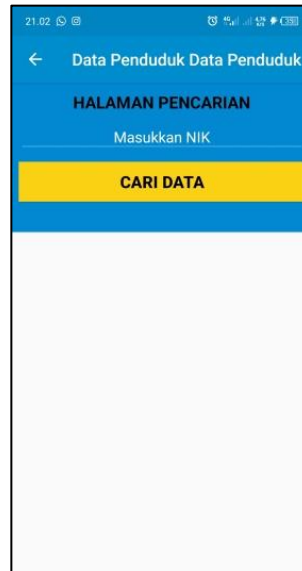 21.02
Data Penduduk Data Penduduk
HALAMAN PENCARIAN
Masukkan NIK
CARI DATA